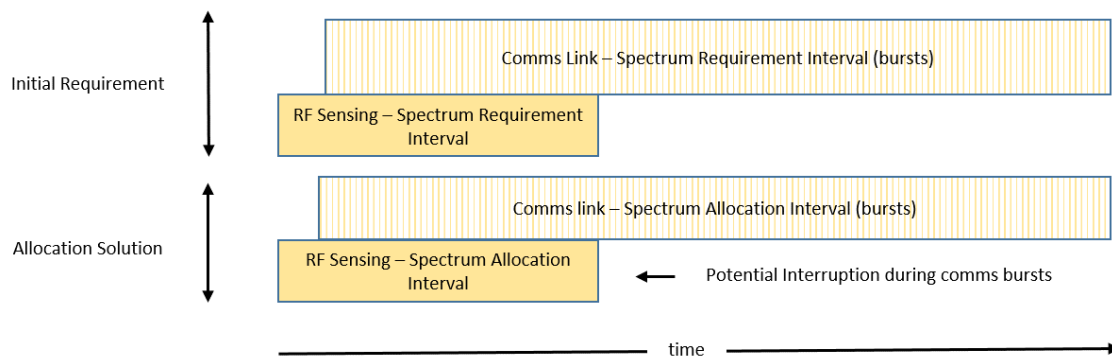 Comms Link – Spectrum Requirement Interval (bursts)
Initial Requirement
RF Sensing – Spectrum Requirement
Interval
Comms link – Spectrum Allocation Interval (bursts)
Allocation Solution
RF Sensing – Spectrum Allocation
Interval
Potential Interruption during comms bursts
time